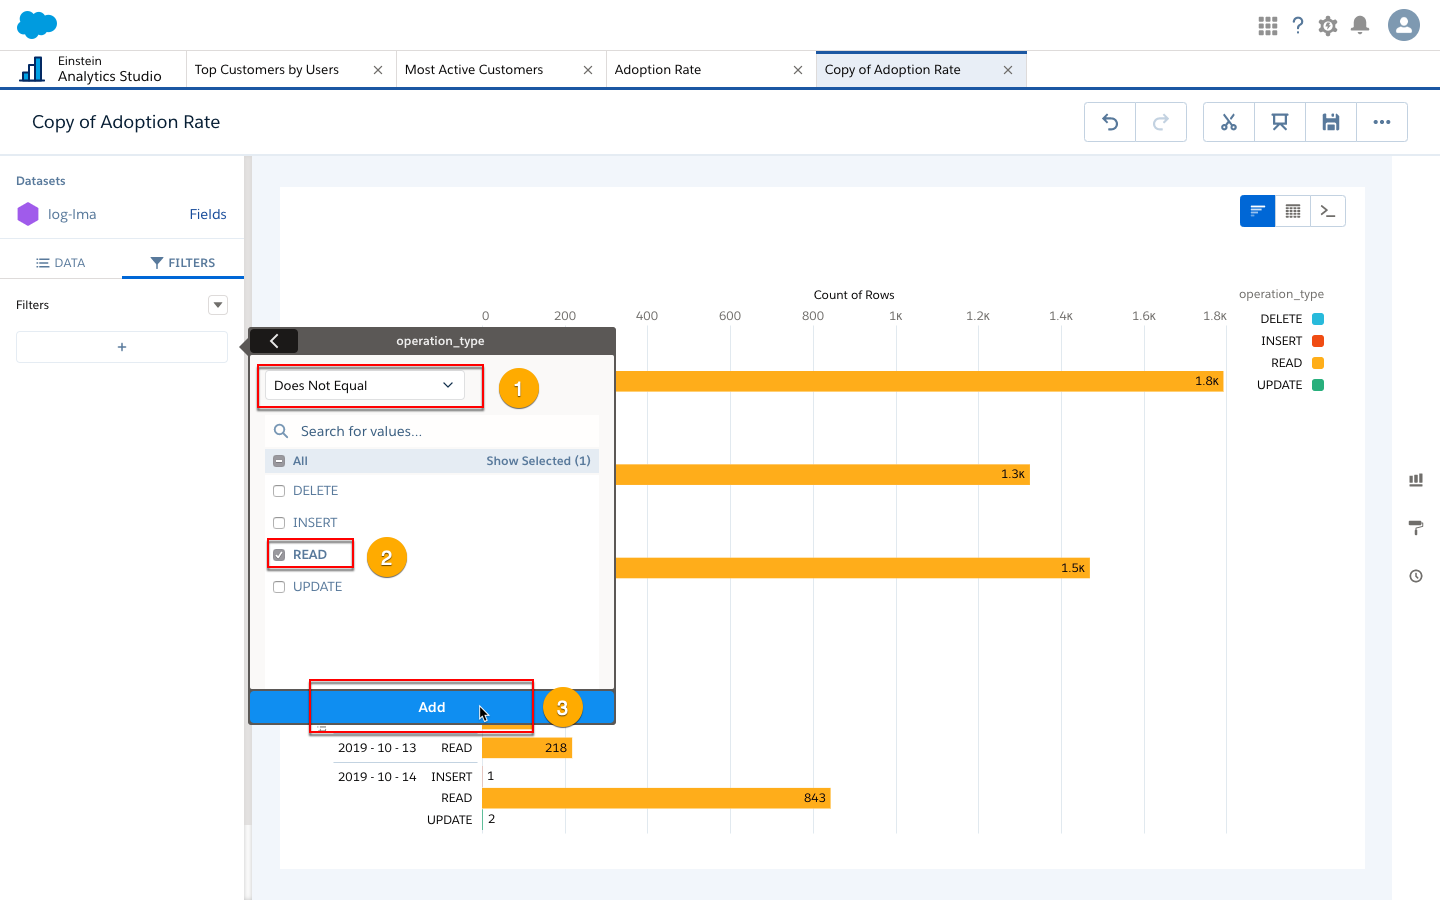 ?
Einstein
Analytics Studio
Top Customers by Users
Most Active Customers
Adoption Rate
Copy of Adoption Rate
Copy of Adoption Rate
Datasets
log-lma
Fields
DATA
FILTERS
Filters
+
operation_type
Does Not Equal
1
Search for values...
All
Show Selected (1)
DELETE
INSERT
READ
2
UPDATE
Add
3
Count of Rows
0 200 400 600 800 1K 1.2K 1.4K 1.6K 1.8K
operation_type
DELETE
INSERT
READ
UPDATE
1.8K
1.3K
1.5K
2019 - 10 - 13 READ 218
2019 - 10 - 14 INSERT 1
READ 843
UPDATE 2